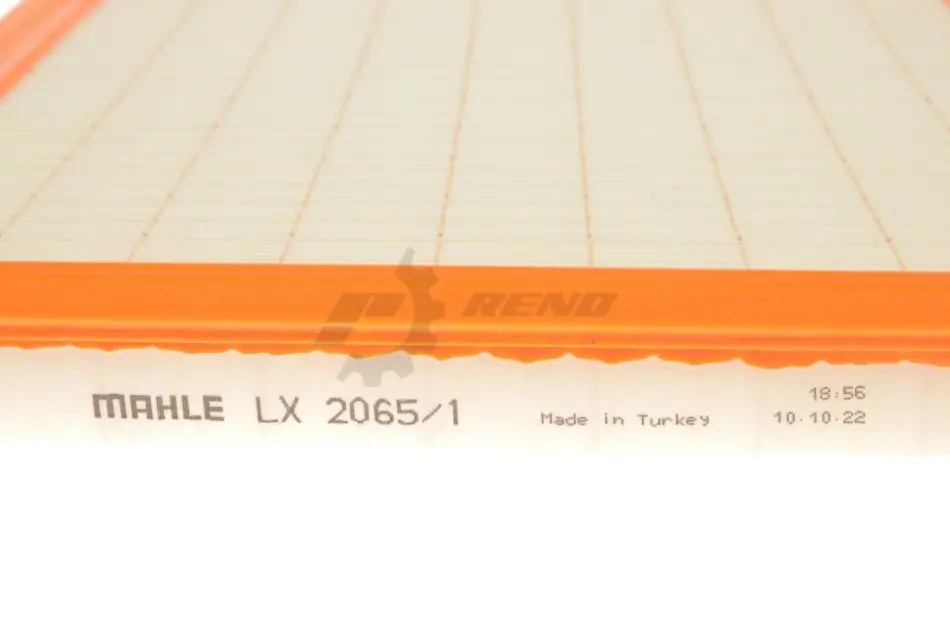 RENO
MAHLE LX 2065/1
Made in Turkey
18:56
10.10.22